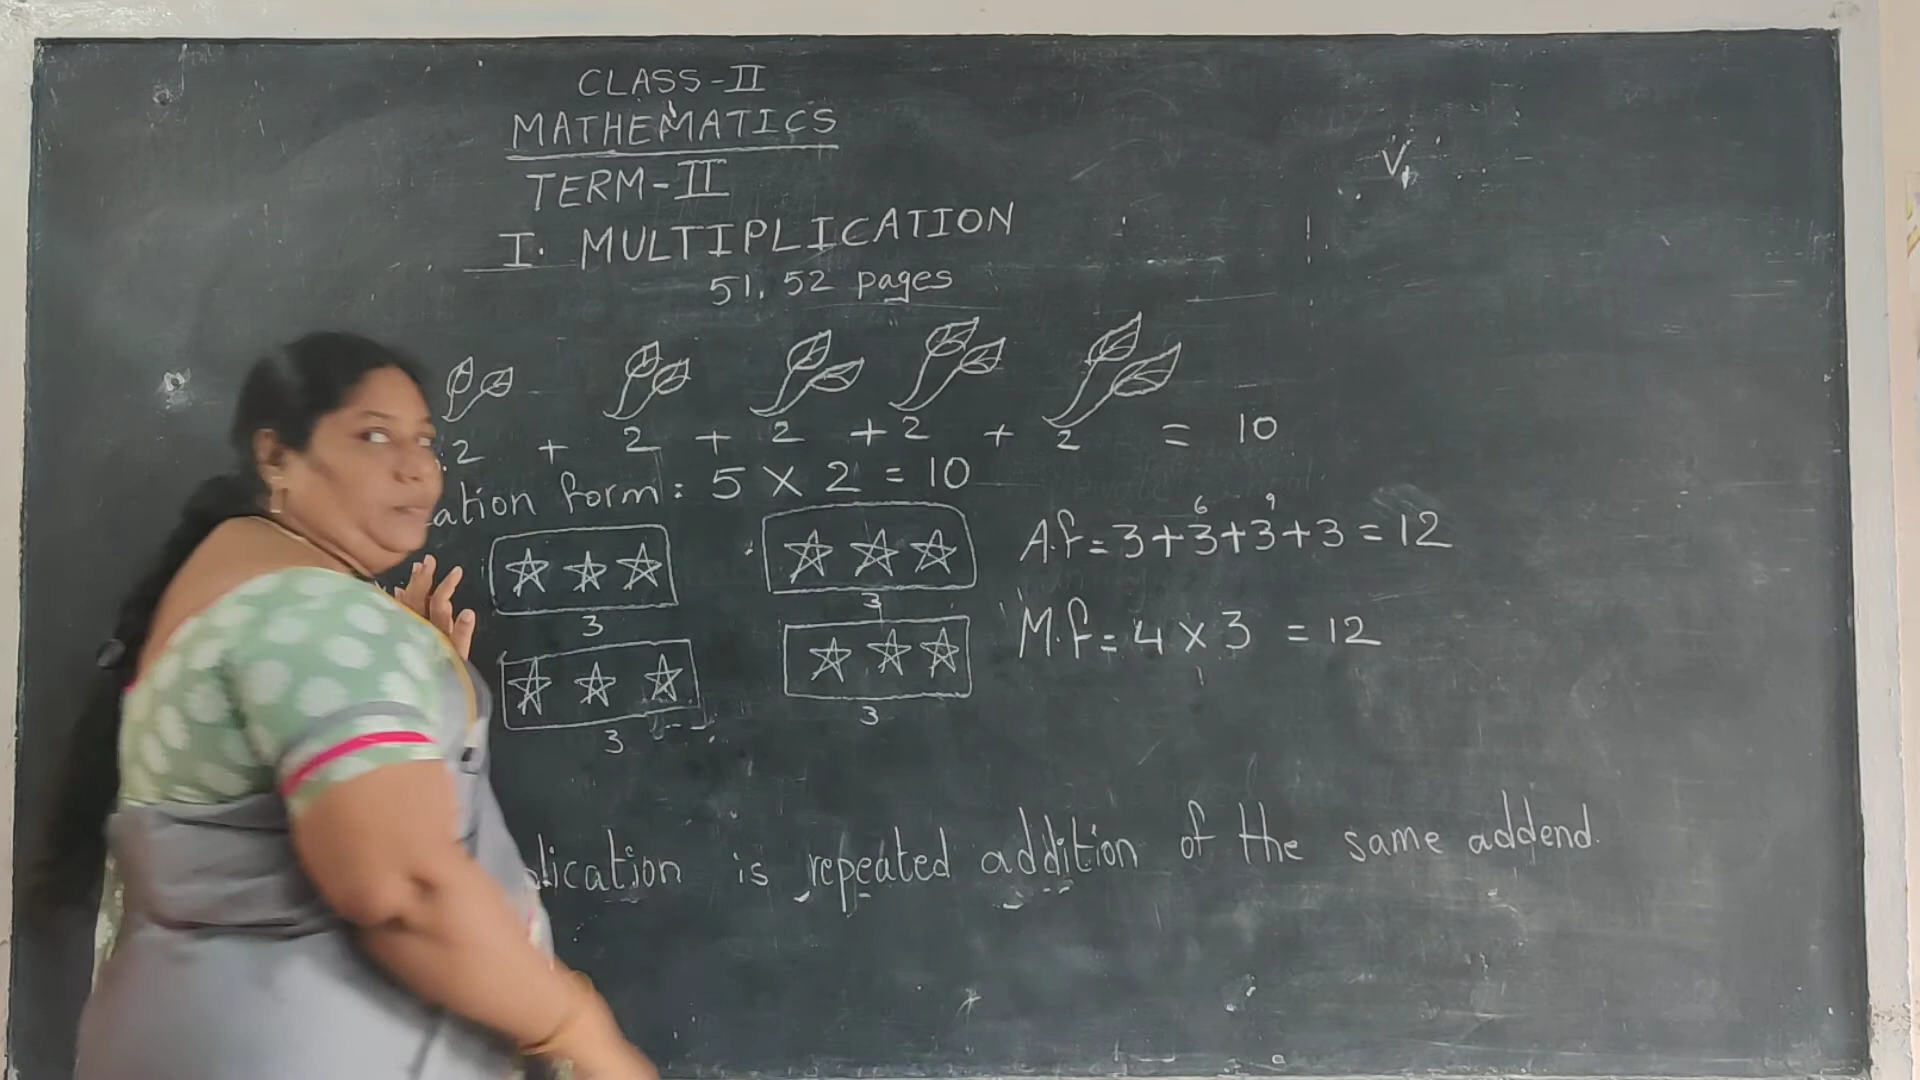 CLASS-II
MATHEMATICS
TERM-II
I. MULTIPLICATION
51, 52 pages
2 + 2 + 2 + 2 + 2 = 10
ation form: 5 × 2 = 10
6 9
A.f = 3+3+3+3 = 12
3 3
M.f = 4 × 3 = 12
3 3
lication is repeated addition of the same addend.